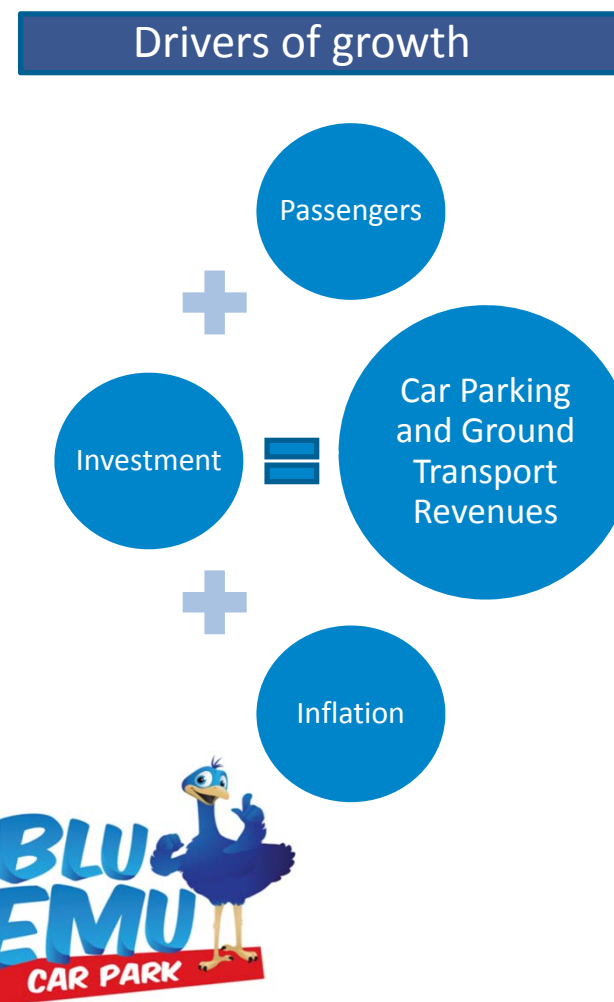 Drivers of growth
Passengers
Investment
Car Parking
and Ground
Transport
Revenues
Inflation
BLU
EMU
CAR PARK